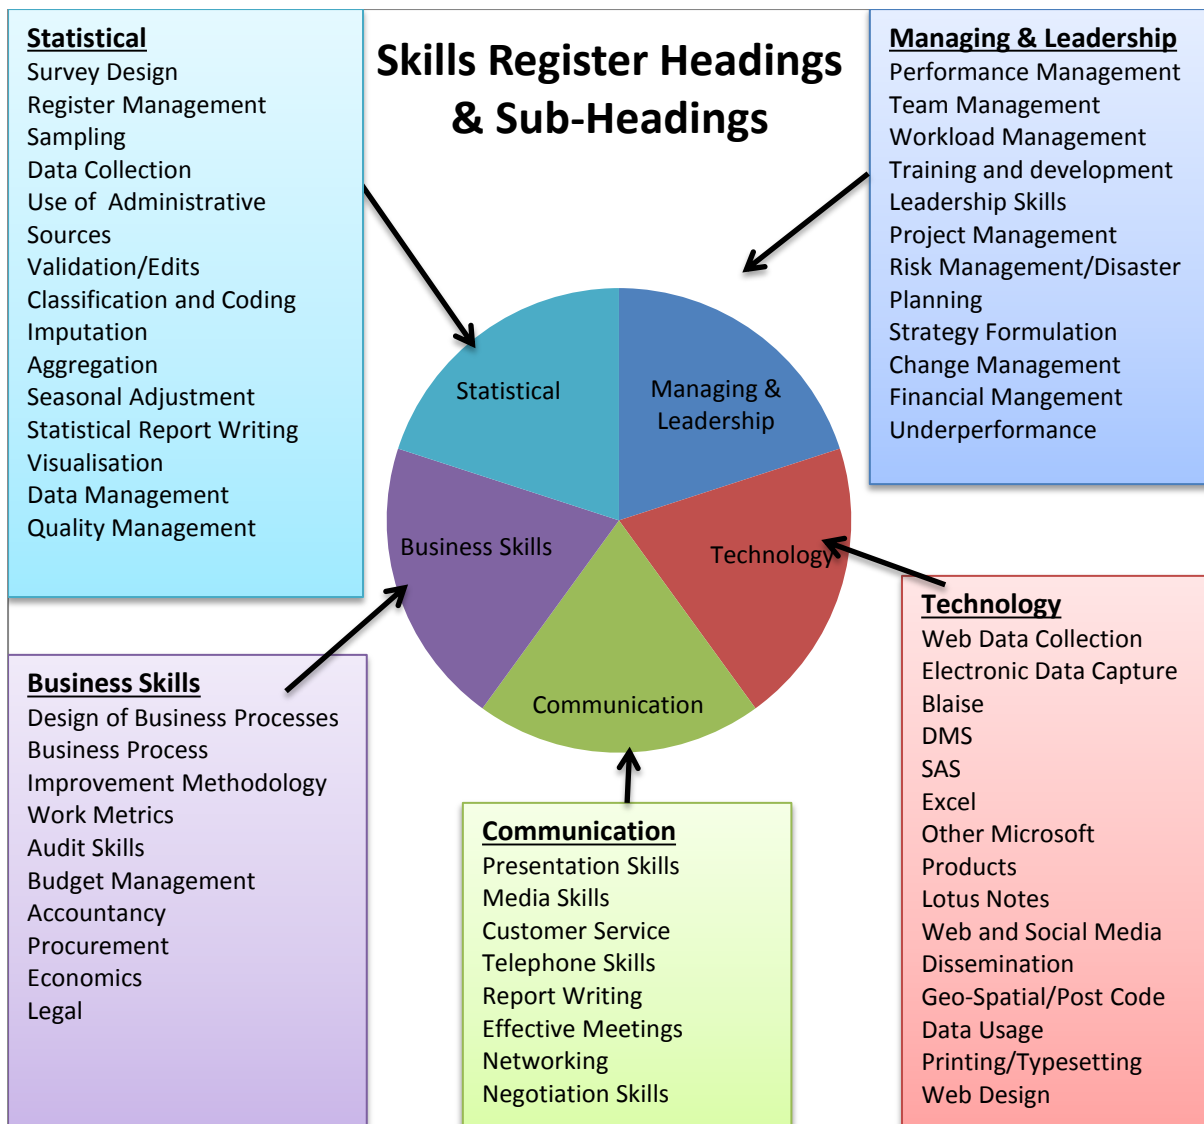 Skills Register Headings
& Sub-Headings
Statistical
Survey Design
Register Management
Sampling
Data Collection
Use of  Administrative
Sources
Validation/Edits
Classification and Coding
Imputation
Aggregation
Seasonal Adjustment
Statistical Report Writing
Visualisation
Data Management
Quality Management
Managing & Leadership
Performance Management
Team Management
Workload Management
Training and development
Leadership Skills
Project Management
Risk Management/Disaster
Planning
Strategy Formulation
Change Management
Financial Mangement
Underperformance
Statistical
Managing &
Leadership
Business Skills
Technology
Communication
Business Skills
Design of Business Processes
Business Process
Improvement Methodology
Work Metrics
Audit Skills
Budget Management
Accountancy
Procurement
Economics
Legal
Communication
Presentation Skills
Media Skills
Customer Service
Telephone Skills
Report Writing
Effective Meetings
Networking
Negotiation Skills
Technology
Web Data Collection
Electronic Data Capture
Blaise
DMS
SAS
Excel
Other Microsoft
Products
Lotus Notes
Web and Social Media
Dissemination
Geo-Spatial/Post Code
Data Usage
Printing/Typesetting
Web Design